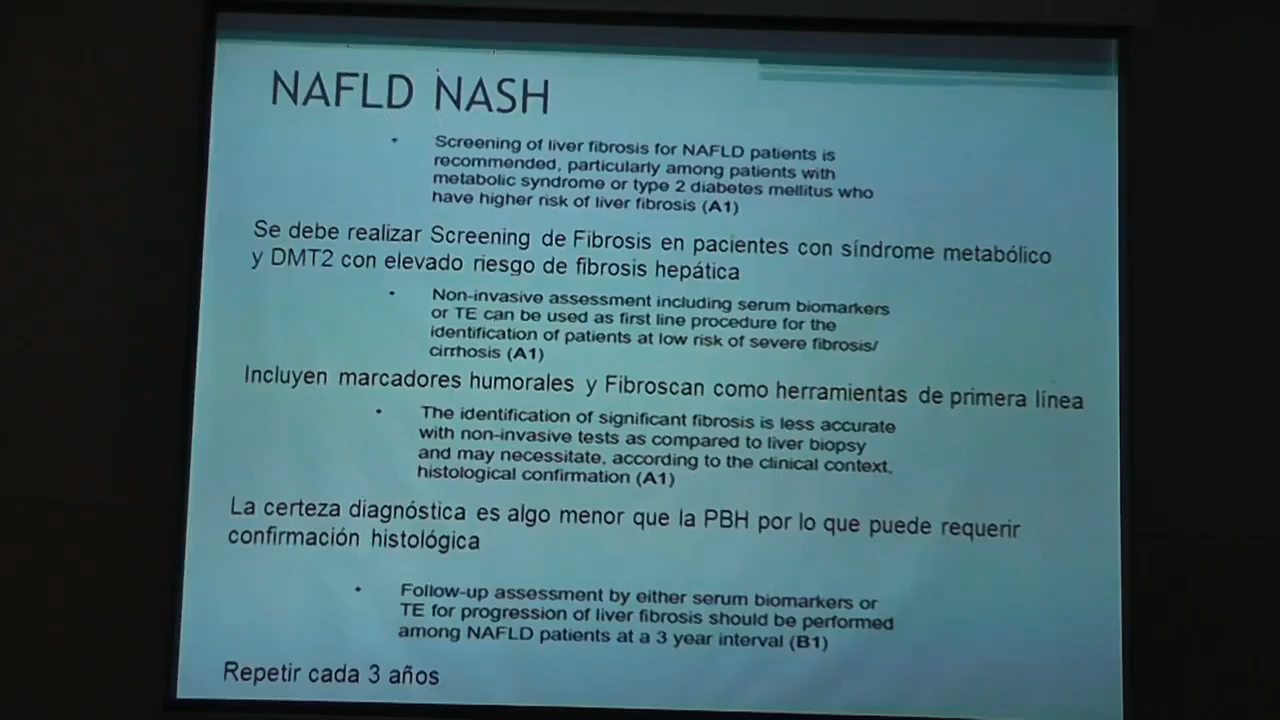 NAFLD NASH
• Screening of liver fibrosis for NAFLD patients is
recommended, particularly among patients with
metabolic syndrome or type 2 diabetes mellitus who
have higher risk of liver fibrosis (A1)
Se debe realizar Screening de Fibrosis en pacientes con síndrome metabólico
y DMT2 con elevado riesgo de fibrosis hepática
• Non-invasive assessment including serum biomarkers
or TE can be used as first line procedure for the
identification of patients at low risk of severe fibrosis/
cirrhosis (A1)
Incluyen marcadores humorales y Fibroscan como herramientas de primera línea
• The identification of significant fibrosis is less accurate
with non-invasive tests as compared to liver biopsy
and may necessitate, according to the clinical context,
histological confirmation (A1)
La certeza diagnóstica es algo menor que la PBH por lo que puede requerir
confirmación histológica
• Follow-up assessment by either serum biomarkers or
TE for progression of liver fibrosis should be performed
among NAFLD patients at a 3 year interval (B1)
Repetir cada 3 años